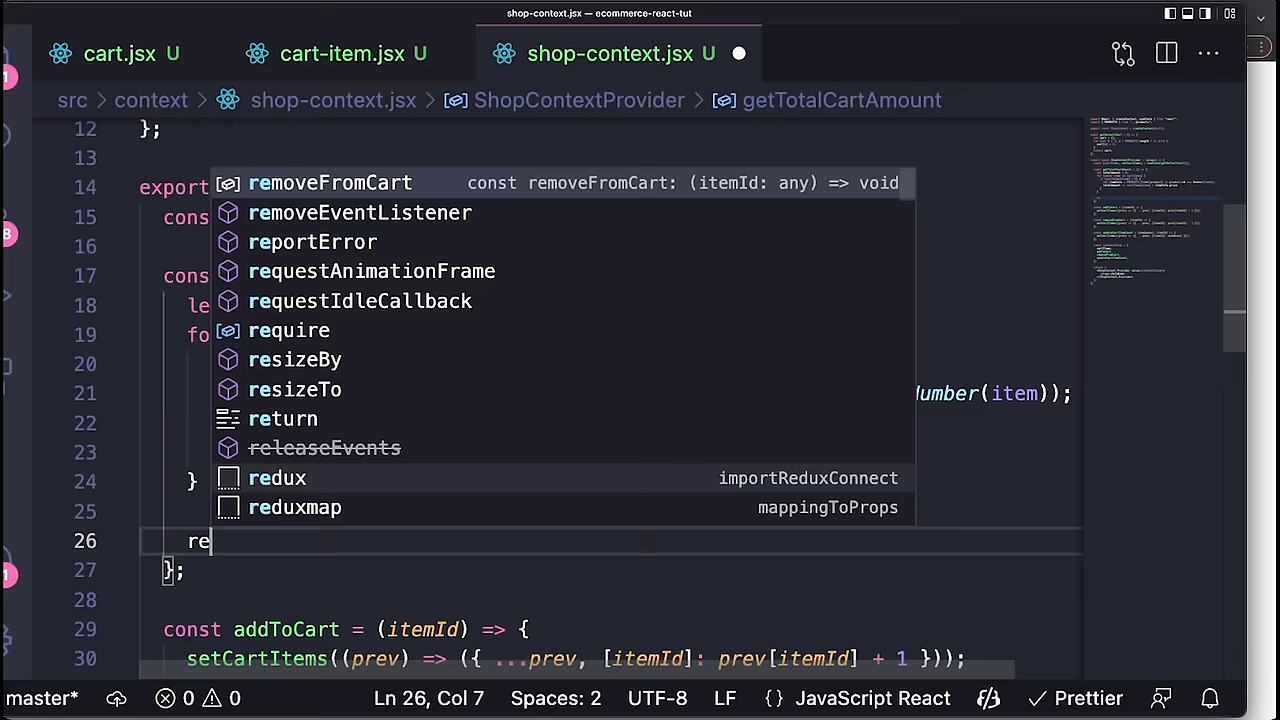 shop-context.jsx — ecommerce-react-tut
cart.jsx U
cart-item.jsx U
shop-context.jsx U
src > context > shop-context.jsx > ShopContextProvider > getTotalCartAmount
12 };
13
14 export
15 cons
16
17 cons
18 le
19 fo
20
21 umber(item));
22
23
24 }
25
26 re
27 };
28
29 const addToCart = (itemId) => {
30 setCartItems((prev) => ({ ...prev, [itemId]: prev[itemId] + 1 }));
removeFromCart const removeFromCart: (itemId: any) => void
removeEventListener
reportError
requestAnimationFrame
requestIdleCallback
require
resizeBy
resizeTo
return
releaseEvents
redux importReduxConnect
reduxmap mappingToProps
1
8
1
master* 0 0 Ln 26, Col 7 Spaces: 2 UTF-8 LF {} JavaScript React Prettier